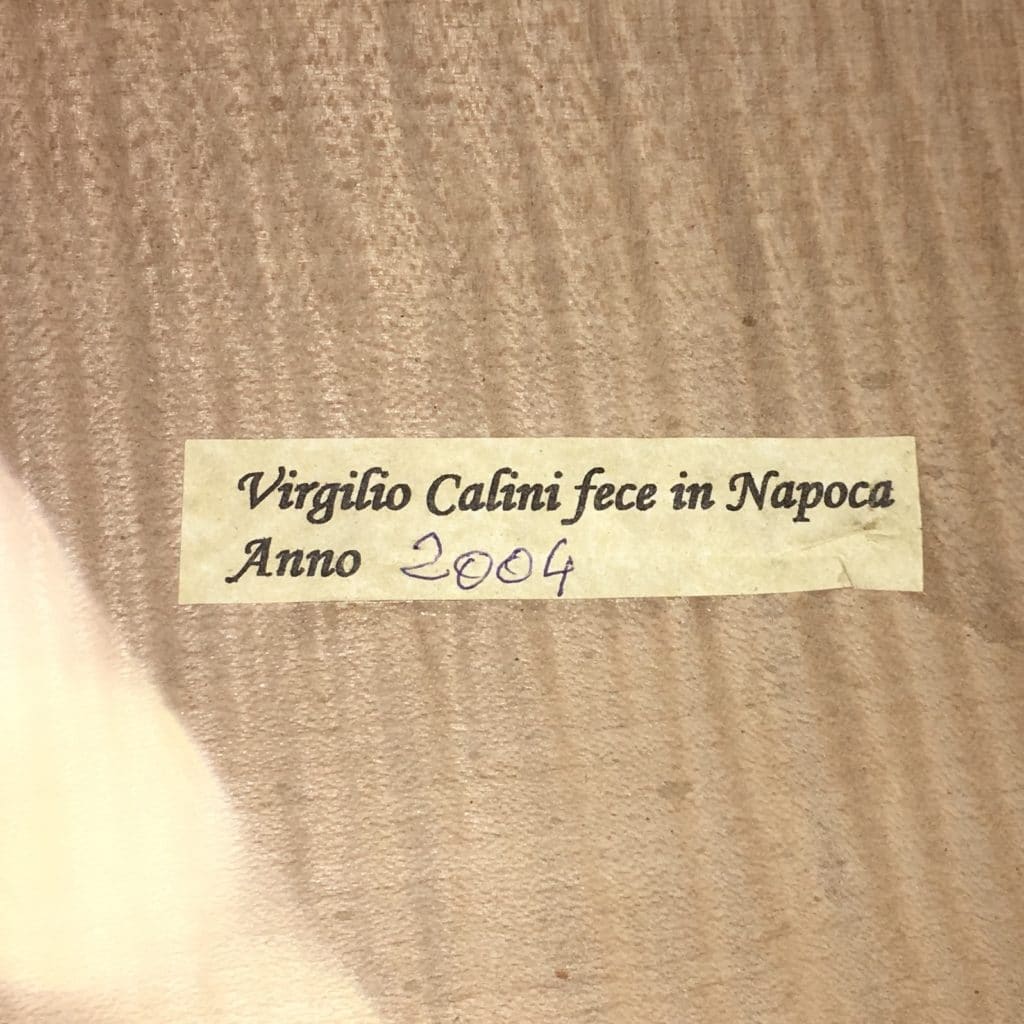 Virgilio Calini fece in Napoca
Anno 2004